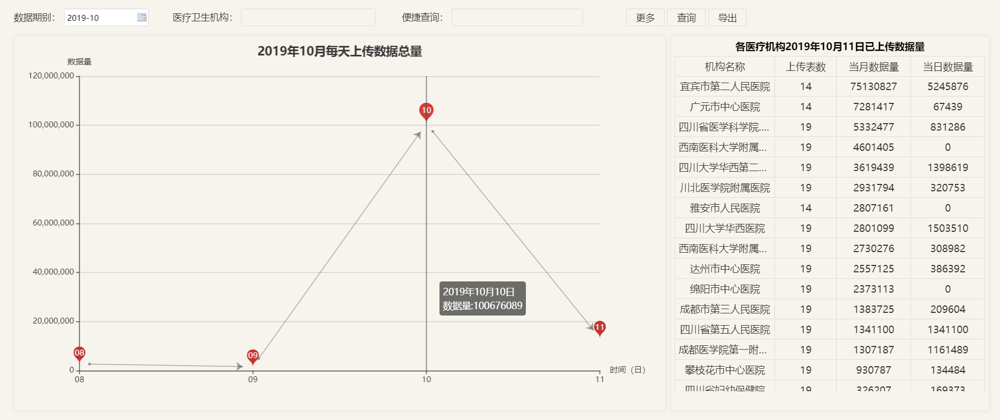 数据期别： 2019-10 医疗卫生机构： 便捷查询： 更多 查询 导出
2019年10月每天上传数据总量
数据量
120,000,000
100,000,000
80,000,000
60,000,000
40,000,000
20,000,000
0
08
09
10
11
2019年10月10日
数据量:100676089
08 09 10 11
时间（日）
各医疗机构2019年10月11日已上传数据量
机构名称 上传表数 当月数据量 当日数据量
宜宾市第二人民医院 14 75130827 5245876
广元市中心医院 14 7281417 67439
四川省医学科学院.... 19 5332477 831286
西南医科大学附属... 19 4601405 0
四川大学华西第二... 19 3619439 1398619
川北医学院附属医院 19 2931794 320753
雅安市人民医院 14 2807161 0
四川大学华西医院 19 2801099 1503510
西南医科大学附属... 19 2730276 308982
达州市中心医院 19 2557125 386392
绵阳市中心医院 19 2373113 0
成都市第三人民医院 19 1383725 209604
四川省第五人民医院 19 1341100 1341100
成都医学院第一附... 19 1307187 1161489
攀枝花市中心医院 19 930787 134484
四川省妇幼保健院 19 326207 169373